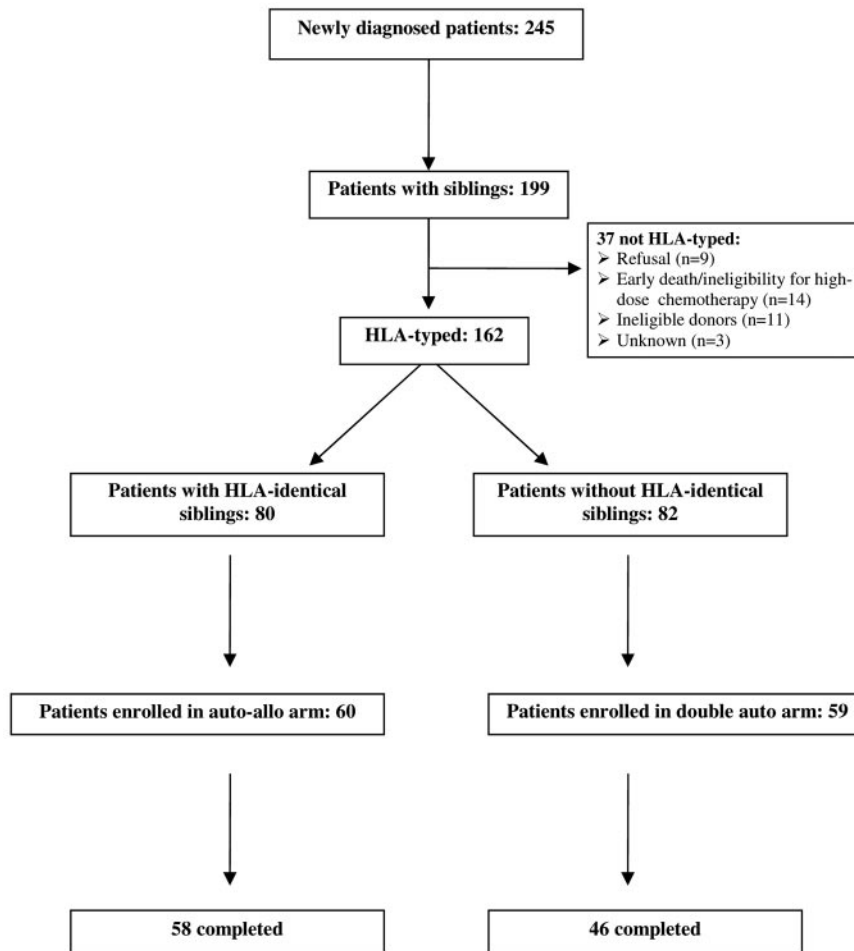 Newly diagnosed patients: 245
Patients with siblings: 199
37 not HLA-typed:
➢ Refusal (n=9)
➢ Early death/ineligibility for high-
dose chemotherapy (n=14)
➢ Ineligible donors (n=11)
➢ Unknown (n=3)
HLA-typed: 162
Patients with HLA-identical
siblings: 80
Patients without HLA-identical
siblings: 82
Patients enrolled in auto-allo arm: 60
Patients enrolled in double auto arm: 59
58 completed
46 completed